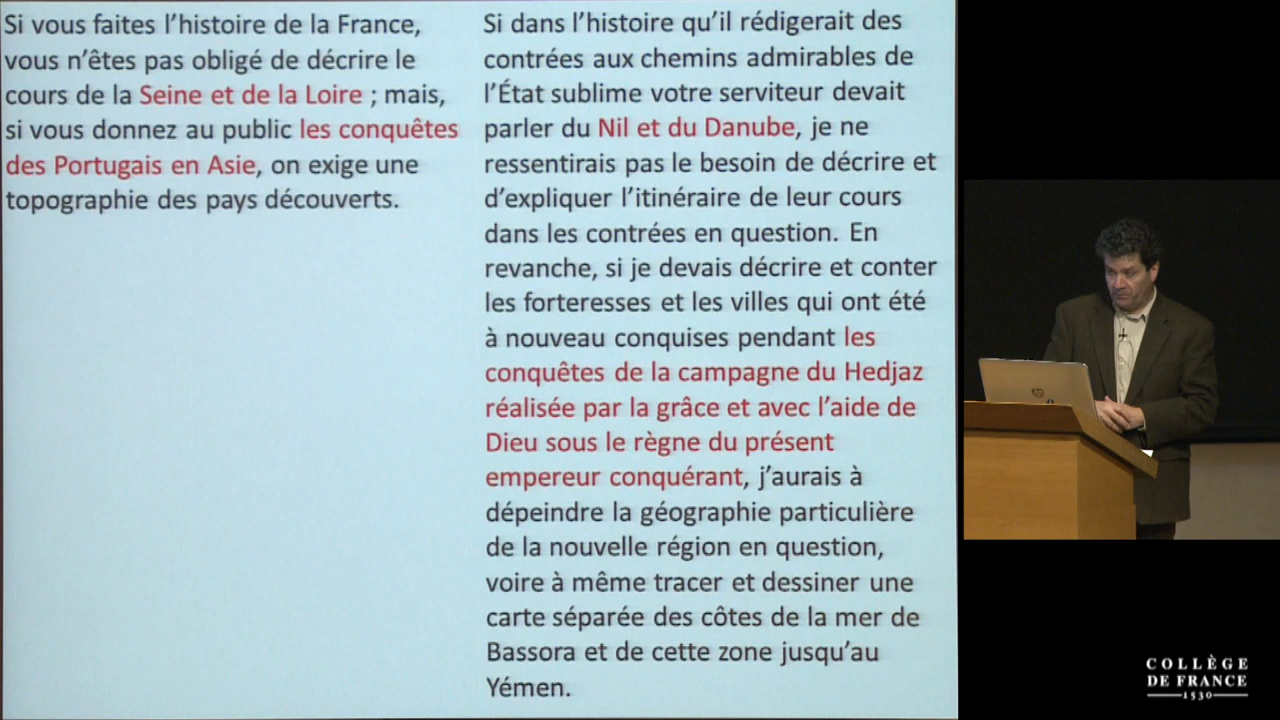 Si vous faites l’histoire de la France,
vous n’êtes pas obligé de décrire le
cours de la Seine et de la Loire ; mais,
si vous donnez au public les conquêtes
des Portugais en Asie, on exige une
topographie des pays découverts.
Si dans l’histoire qu’il rédigerait des
contrées aux chemins admirables de
l’État sublime votre serviteur devait
parler du Nil et du Danube, je ne
ressentirais pas le besoin de décrire et
d’expliquer l’itinéraire de leur cours
dans les contrées en question. En
revanche, si je devais décrire et conter
les forteresses et les villes qui ont été
à nouveau conquises pendant les
conquêtes de la campagne du Hedjaz
réalisée par la grâce et avec l’aide de
Dieu sous le règne du présent
empereur conquérant, j’aurais à
dépeindre la géographie particulière
de la nouvelle région en question,
voire à même tracer et dessiner une
carte séparée des côtes de la mer de
Bassora et de cette zone jusqu’au
Yémen.
hp
COLLÈGE
DE FRANCE
1530